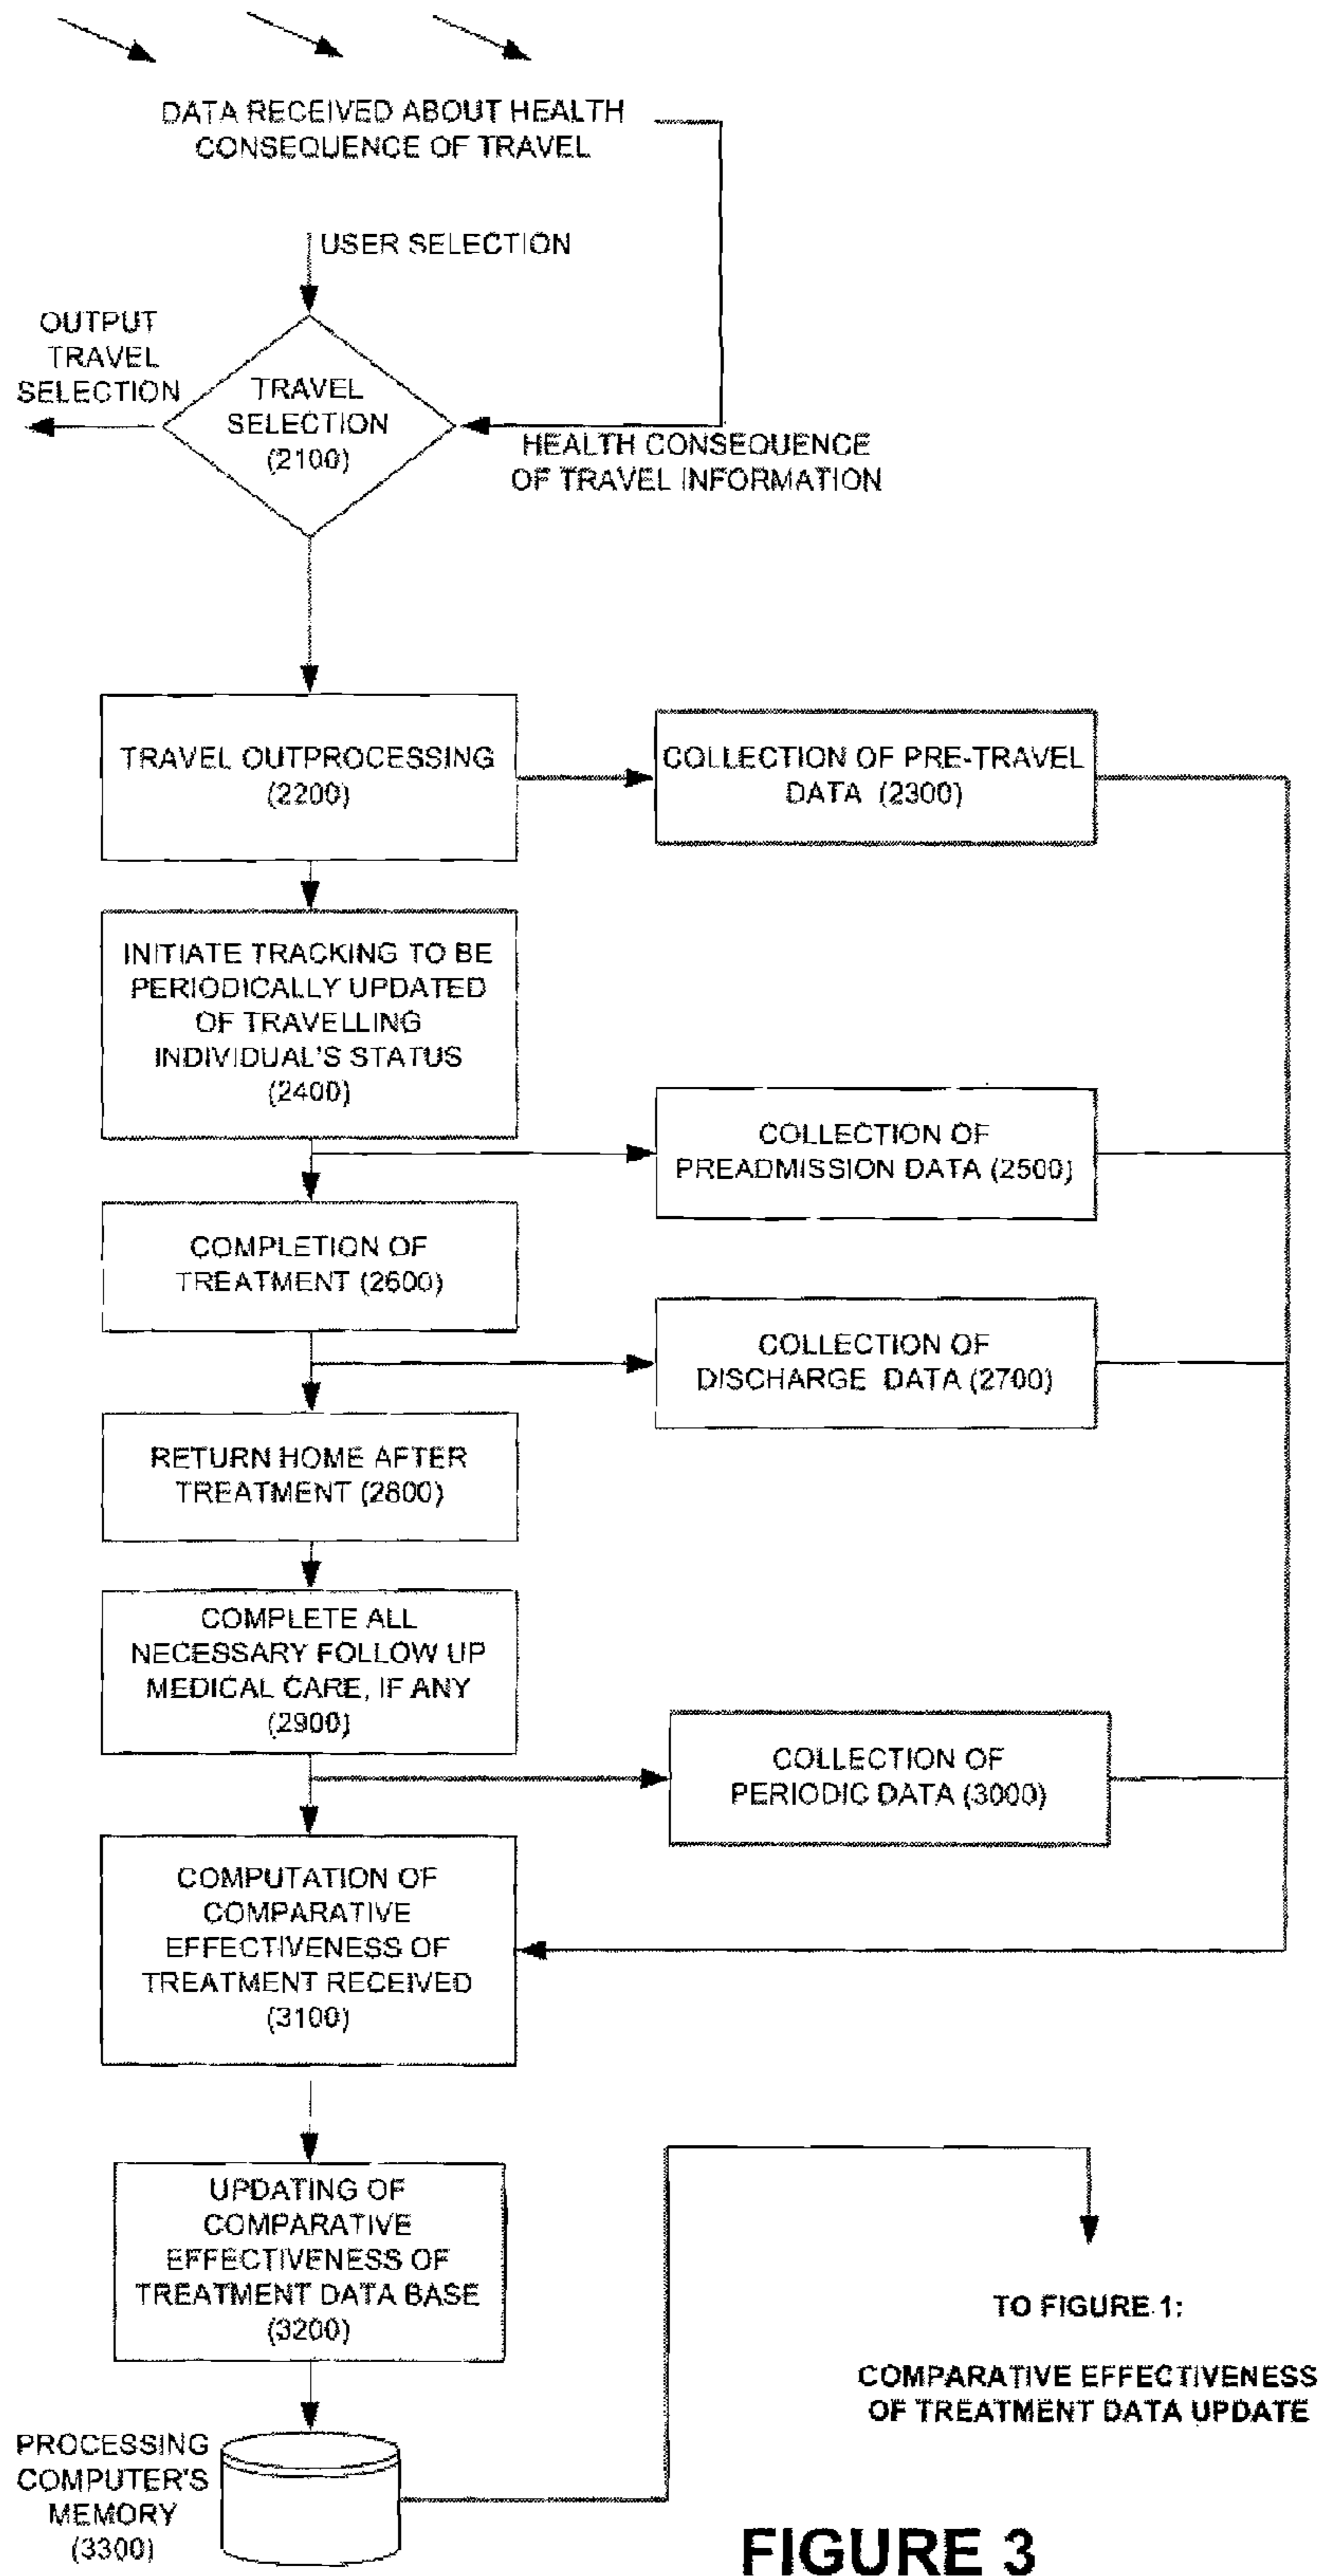 DATA RECEIVED ABOUT HEALTH
CONSEQUENCE OF TRAVEL
USER SELECTION
OUTPUT
TRAVEL
SELECTION
TRAVEL
SELECTION
(2100)
HEALTH CONSEQUENCE
OF TRAVEL INFORMATION
TRAVEL OUTPROCESSING
(2200)
COLLECTION OF PRE-TRAVEL
DATA (2300)
INITIATE TRACKING TO BE
PERIODICALLY UPDATED
OF TRAVELLING
INDIVIDUAL'S STATUS
(2400)
COLLECTION OF
PREADMISSION DATA (2500)
COMPLETION OF
TREATMENT (2600)
COLLECTION OF
DISCHARGE DATA (2700)
RETURN HOME AFTER
TREATMENT (2800)
COMPLETE ALL
NECESSARY FOLLOW UP
MEDICAL CARE, IF ANY
(2900)
COLLECTION OF
PERIODIC DATA (3000)
COMPUTATION OF
COMPARATIVE
EFFECTIVENESS OF
TREATMENT RECEIVED
(3100)
UPDATING OF
COMPARATIVE
EFFECTIVENESS OF
TREATMENT DATA BASE
(3200)
TO FIGURE 1:
COMPARATIVE EFFECTIVENESS
OF TREATMENT DATA UPDATE
PROCESSING
COMPUTER'S
MEMORY
(3300)
FIGURE 3